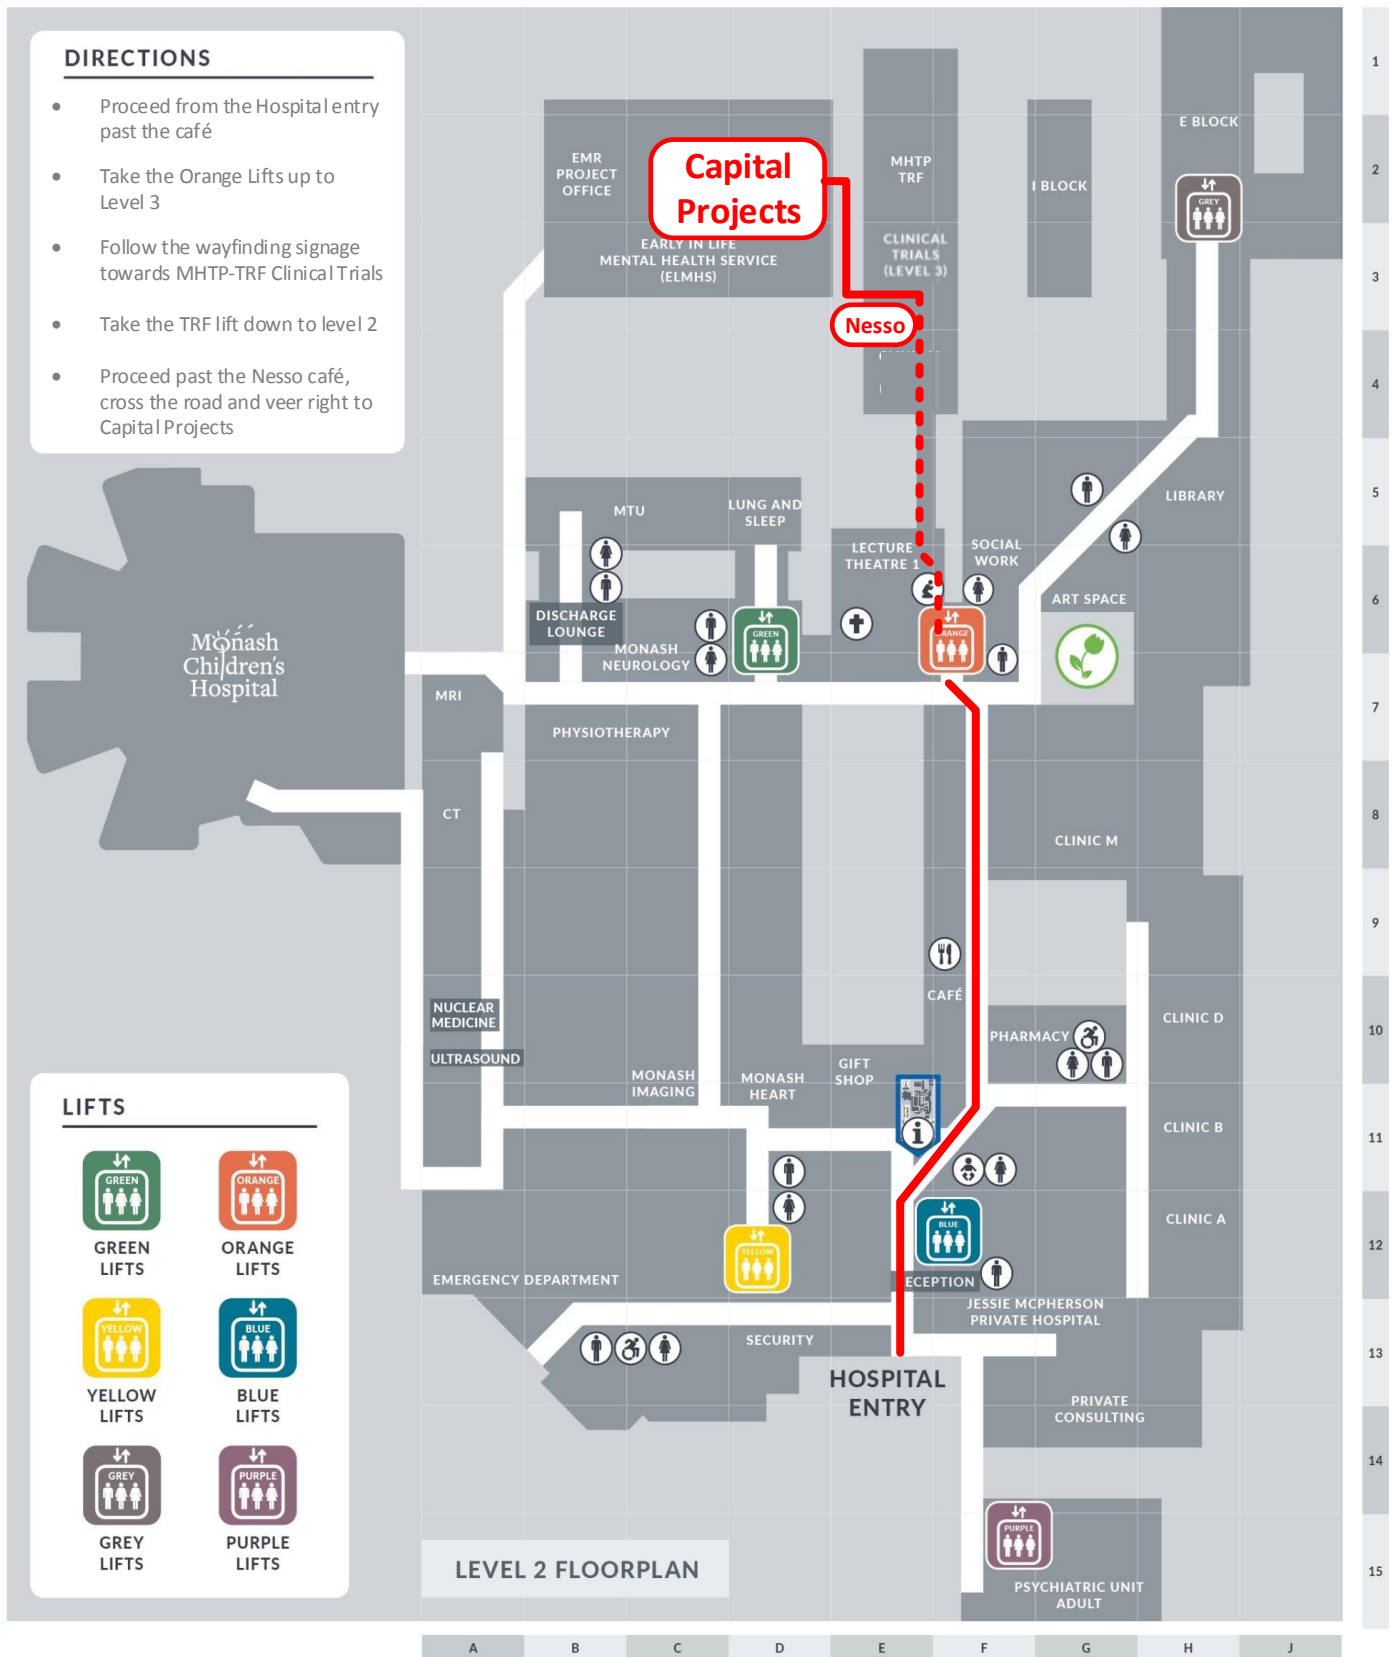 DIRECTIONS
• Proceed from the Hospital entry
past the café
• Take the Orange Lifts up to
Level 3
• Follow the wayfinding signage
towards MHTP-TRF Clinical Trials
• Take the TRF lift down to level 2
• Proceed past the Nesso café,
cross the road and veer right to
Capital Projects
EMR
PROJECT
OFFICE
Capital
Projects
EARLY IN LIFE
MENTAL HEALTH SERVICE
(ELMHS)
MHTP
TRF
CLINICAL
TRIALS
(LEVEL 3)
Nesso
I BLOCK
E BLOCK
GREY
MTU
LUNG AND
SLEEP
LECTURE
THEATRE 1
SOCIAL
WORK
LIBRARY
ART SPACE
DISCHARGE
LOUNGE
MONASH
NEUROLOGY
GREEN
ORANGE
Monash
Children's
Hospital
MRI
PHYSIOTHERAPY
CT
CLINIC M
CAFÉ
NUCLEAR
MEDICINE
ULTRASOUND
MONASH
IMAGING
MONASH
HEART
GIFT
SHOP
PHARMACY
CLINIC D
CLINIC B
CLINIC A
i
BLUE
YELLOW
ECEPTION
EMERGENCY DEPARTMENT
JESSIE MCPHERSON
PRIVATE HOSPITAL
SECURITY
HOSPITAL
ENTRY
PRIVATE
CONSULTING
PURPLE
PSYCHIATRIC UNIT
ADULT
LIFTS
GREEN
GREEN
LIFTS
ORANGE
ORANGE
LIFTS
YELLOW
YELLOW
LIFTS
BLUE
BLUE
LIFTS
GREY
GREY
LIFTS
PURPLE
PURPLE
LIFTS
LEVEL 2 FLOORPLAN
1
2
3
4
5
6
7
8
9
10
11
12
13
14
15
A B C D E F G H J